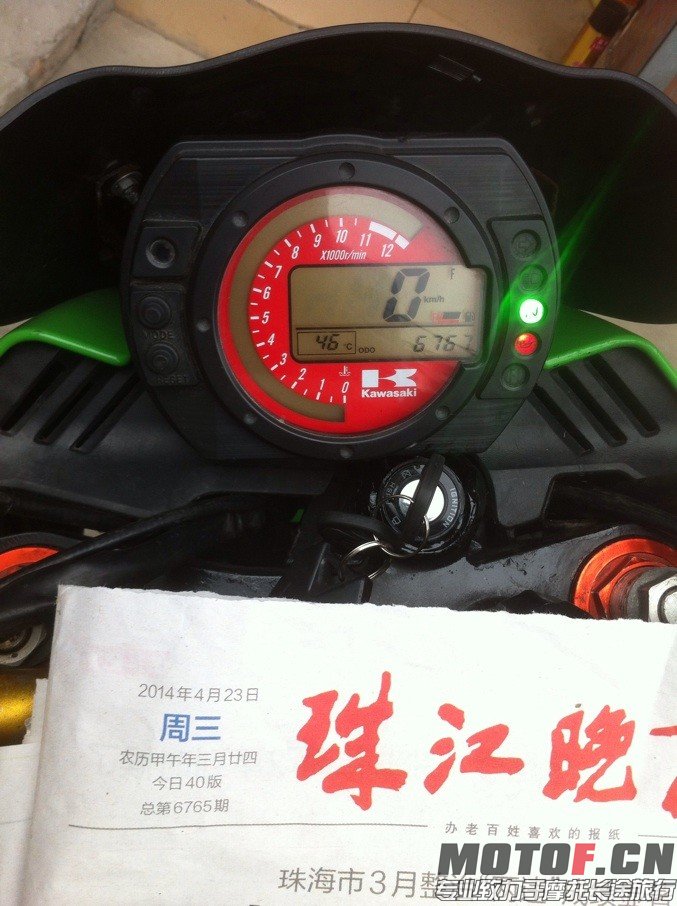 0
1
2
3
4
5
6
7
8
9
10
11
12
X1000r/min
0
km/h
F
46 °C ODO 6767
K
Kawasaki
MODE
RESET
IGNITION
2014年4月23日
周三
农历甲午年三月廿四
今日40版
总第6765期
珠江晚
办老百姓喜欢的报纸
珠海市3月整
MOTOF.CN
专业致力于摩托长途旅行